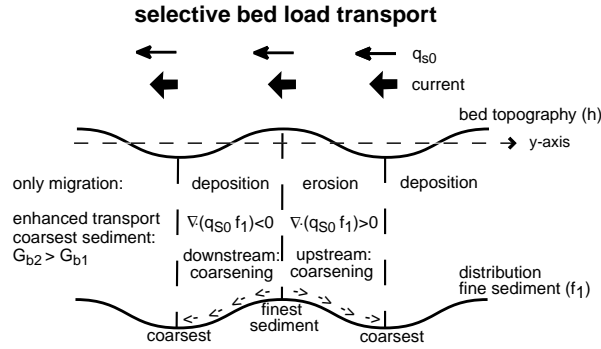 selective bed load transport
q_s0
current
bed topography (h)
y-axis
only migration: deposition erosion deposition
enhanced transport
coarsest sediment:
G_b2 > G_b1
∇·(q_S0 f_1)<0 ∇·(q_S0 f_1)>0
downstream: upstream:
coarsening coarsening
distribution
fine sediment (f_1)
finest
sediment
coarsest coarsest